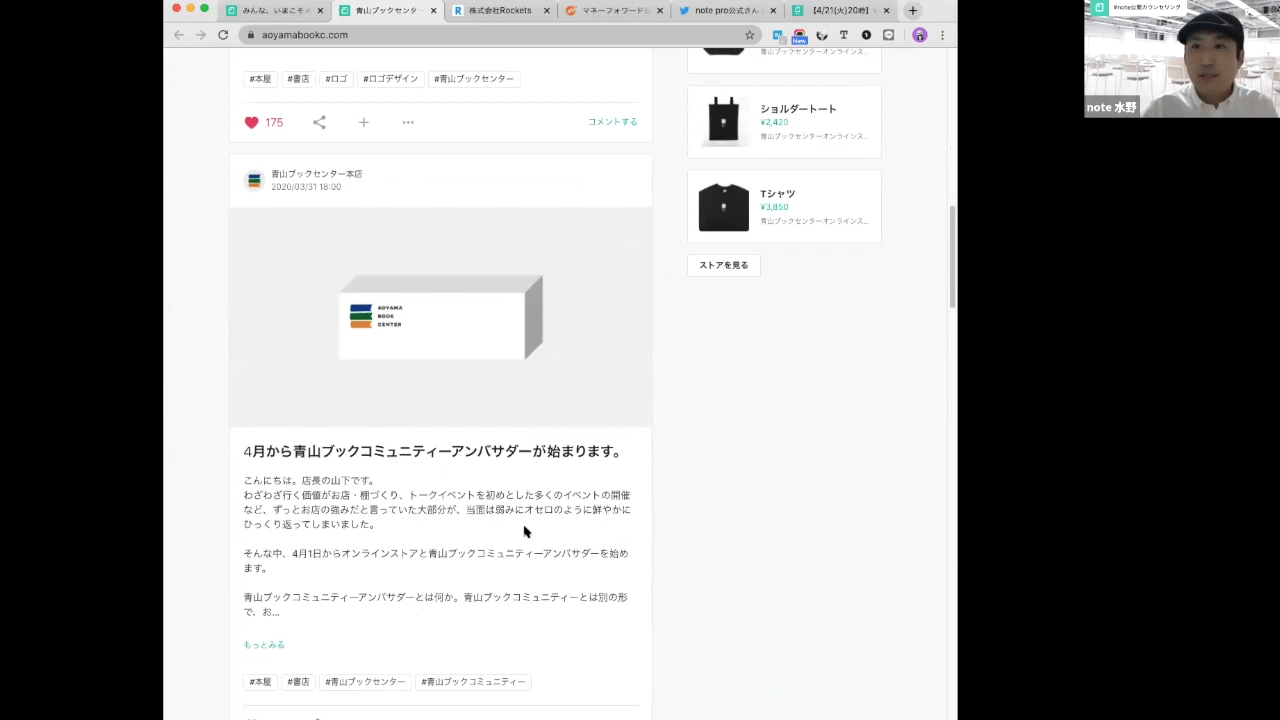 みんな、いまこそノ
青山ブックセンター
株式会社Rockets
マネーフォワード公
note pro公式さん
【4/21(火)20時】
aoyamabookc.com
New
#本屋
#書店
#ロゴ
#ロゴデザイン
#青山ブックセンター
175
コメントする
青山ブックセンター本店
2020/03/31 18:00
AOYAMA
BOOK
CENTER
4月から青山ブックコミュニティーアンバサダーが始まります。
こんにちは。店長の山下です。
わざわざ行く価値がお店・棚づくり、トークイベントを初めとした多くのイベントの開催
など、ずっとお店の強みだと言っていた大部分が、当面は弱みにオセロのように鮮やかに
ひっくり返ってしまいました。
そんな中、4月1日からオンラインストアと青山ブックコミュニティーアンバサダーを始め
ます。
青山ブックコミュニティーアンバサダーとは何か。青山ブックコミュニティーとは別の形
で、お...
もっとみる
#本屋
#書店
#青山ブックセンター
#青山ブックコミュニティー
青山ブックセンターオンラインス...
ショルダートート
¥2,420
青山ブックセンターオンラインス...
Tシャツ
¥3,850
青山ブックセンターオンラインス...
ストアを見る
#note公開カウンセリング
note 水野